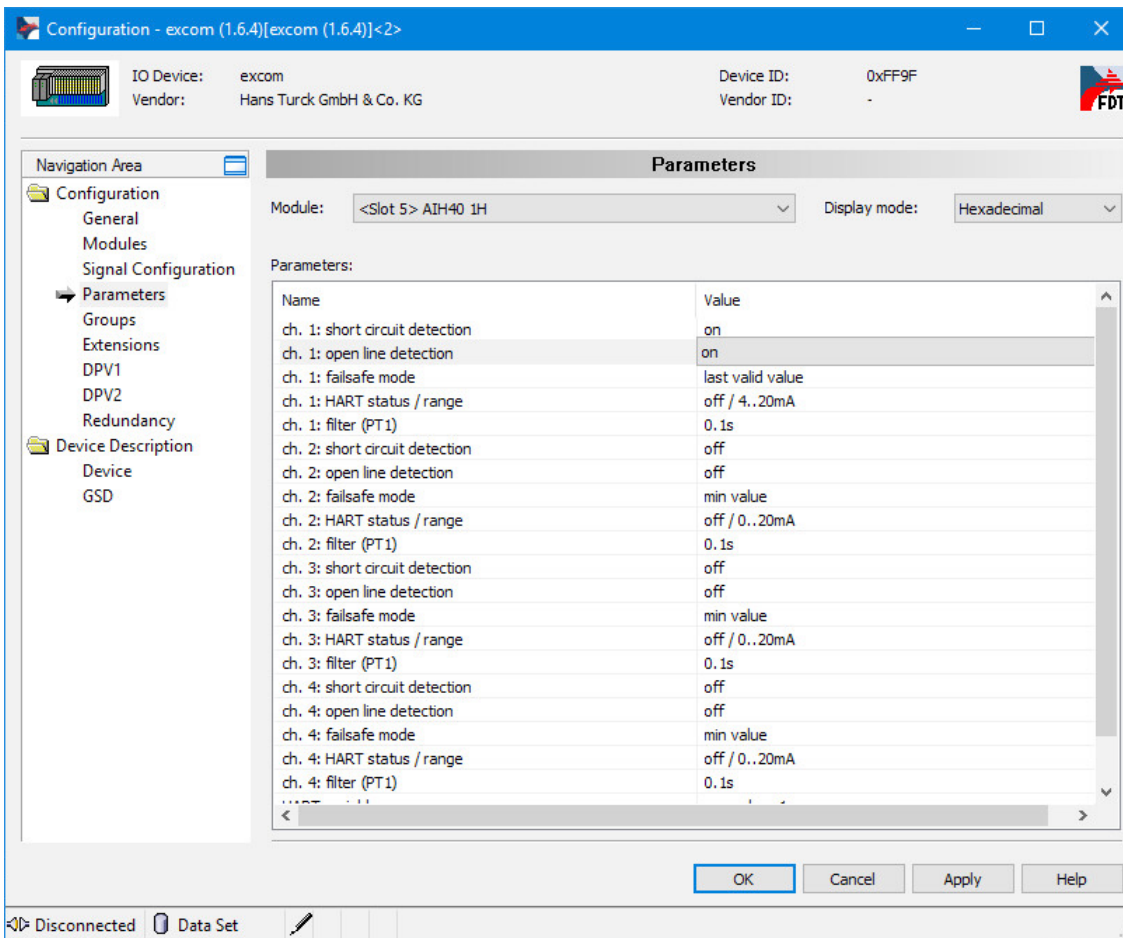 Configuration - excom (1.6.4)[excom (1.6.4)]<2>
IO Device: excom Device ID: 0xFF9F
Vendor: Hans Turck GmbH & Co. KG Vendor ID: -
FDT
Navigation Area
Configuration
General
Modules
Signal Configuration
Parameters
Groups
Extensions
DPV1
DPV2
Redundancy
Device Description
Device
GSD
Parameters
Module: <Slot 5> AIH40 1H Display mode: Hexadecimal
Parameters:
Name Value
ch. 1: short circuit detection on
ch. 1: open line detection on
ch. 1: failsafe mode last valid value
ch. 1: HART status / range off / 4..20mA
ch. 1: filter (PT1) 0.1s
ch. 2: short circuit detection off
ch. 2: open line detection off
ch. 2: failsafe mode min value
ch. 2: HART status / range off / 0..20mA
ch. 2: filter (PT1) 0.1s
ch. 3: short circuit detection off
ch. 3: open line detection off
ch. 3: failsafe mode min value
ch. 3: HART status / range off / 0..20mA
ch. 3: filter (PT1) 0.1s
ch. 4: short circuit detection off
ch. 4: open line detection off
ch. 4: failsafe mode min value
ch. 4: HART status / range off / 0..20mA
ch. 4: filter (PT1) 0.1s
OK Cancel Apply Help
Disconnected Data Set